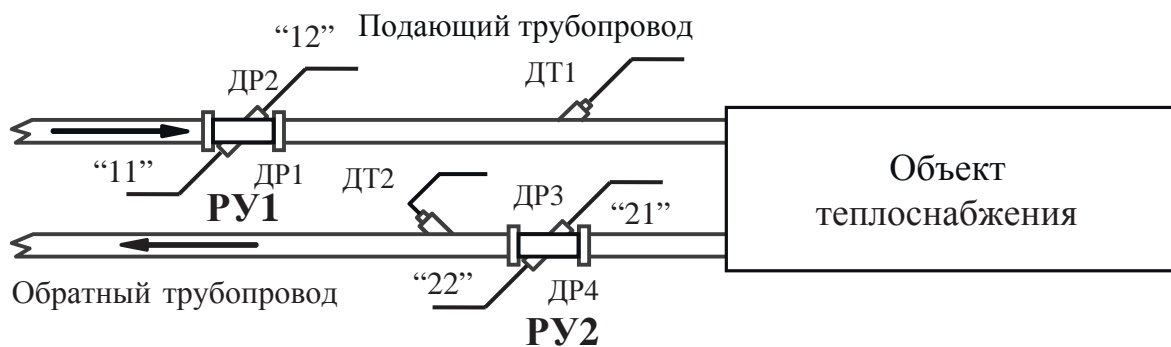 “12”
Подающий трубопровод
ДР2
ДТ1
“11”
ДР1
РУ1
ДТ2
ДР3
“21”
Объект
теплоснабжения
“22”
ДР4
Обратный трубопровод
РУ2